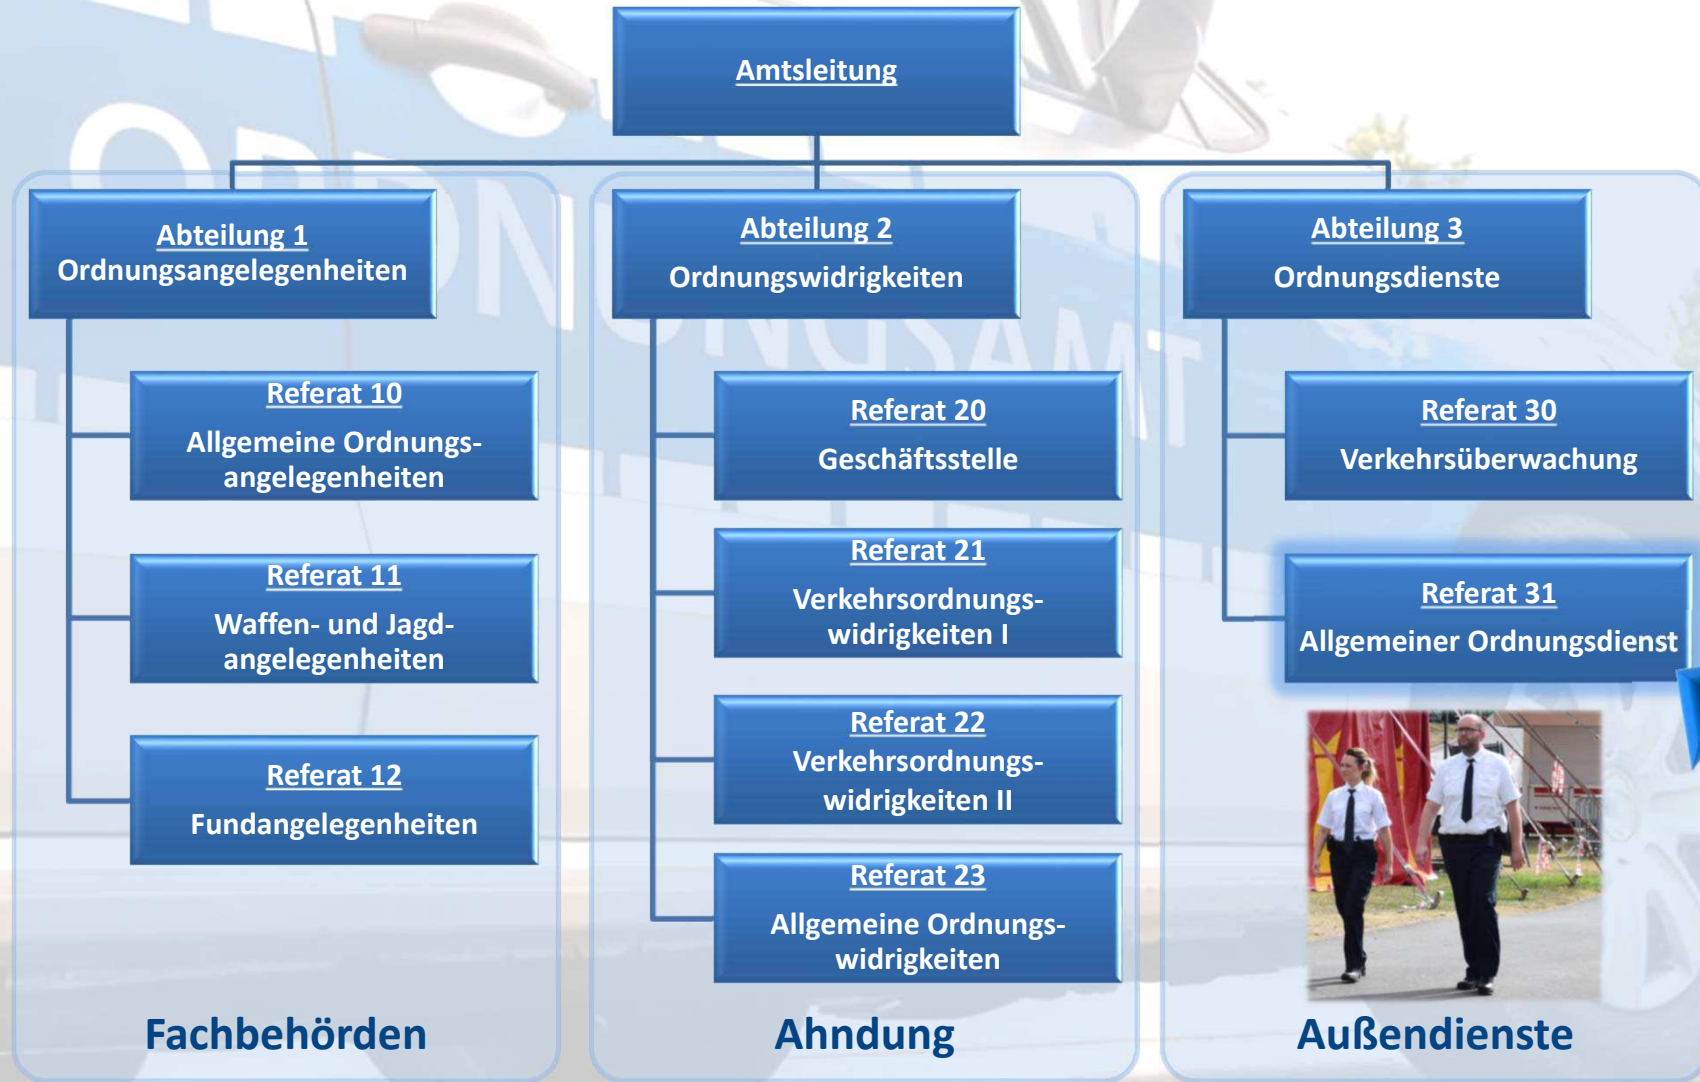 Amtsleitung
Abteilung 1
Ordnungsangelegenheiten
Referat 10
Allgemeine Ordnungs-
angelegenheiten
Referat 11
Waffen- und Jagd-
angelegenheiten
Referat 12
Fundangelegenheiten
Fachbehörden
Abteilung 2
Ordnungswidrigkeiten
Referat 20
Geschäftsstelle
Referat 21
Verkehrsordnungs-
widrigkeiten I
Referat 22
Verkehrsordnungs-
widrigkeiten II
Referat 23
Allgemeine Ordnungs-
widrigkeiten
Ahndung
Abteilung 3
Ordnungsdienste
Referat 30
Verkehrsüberwachung
Referat 31
Allgemeiner Ordnungsdienst
Außendienste
ORDNUNGSAMT